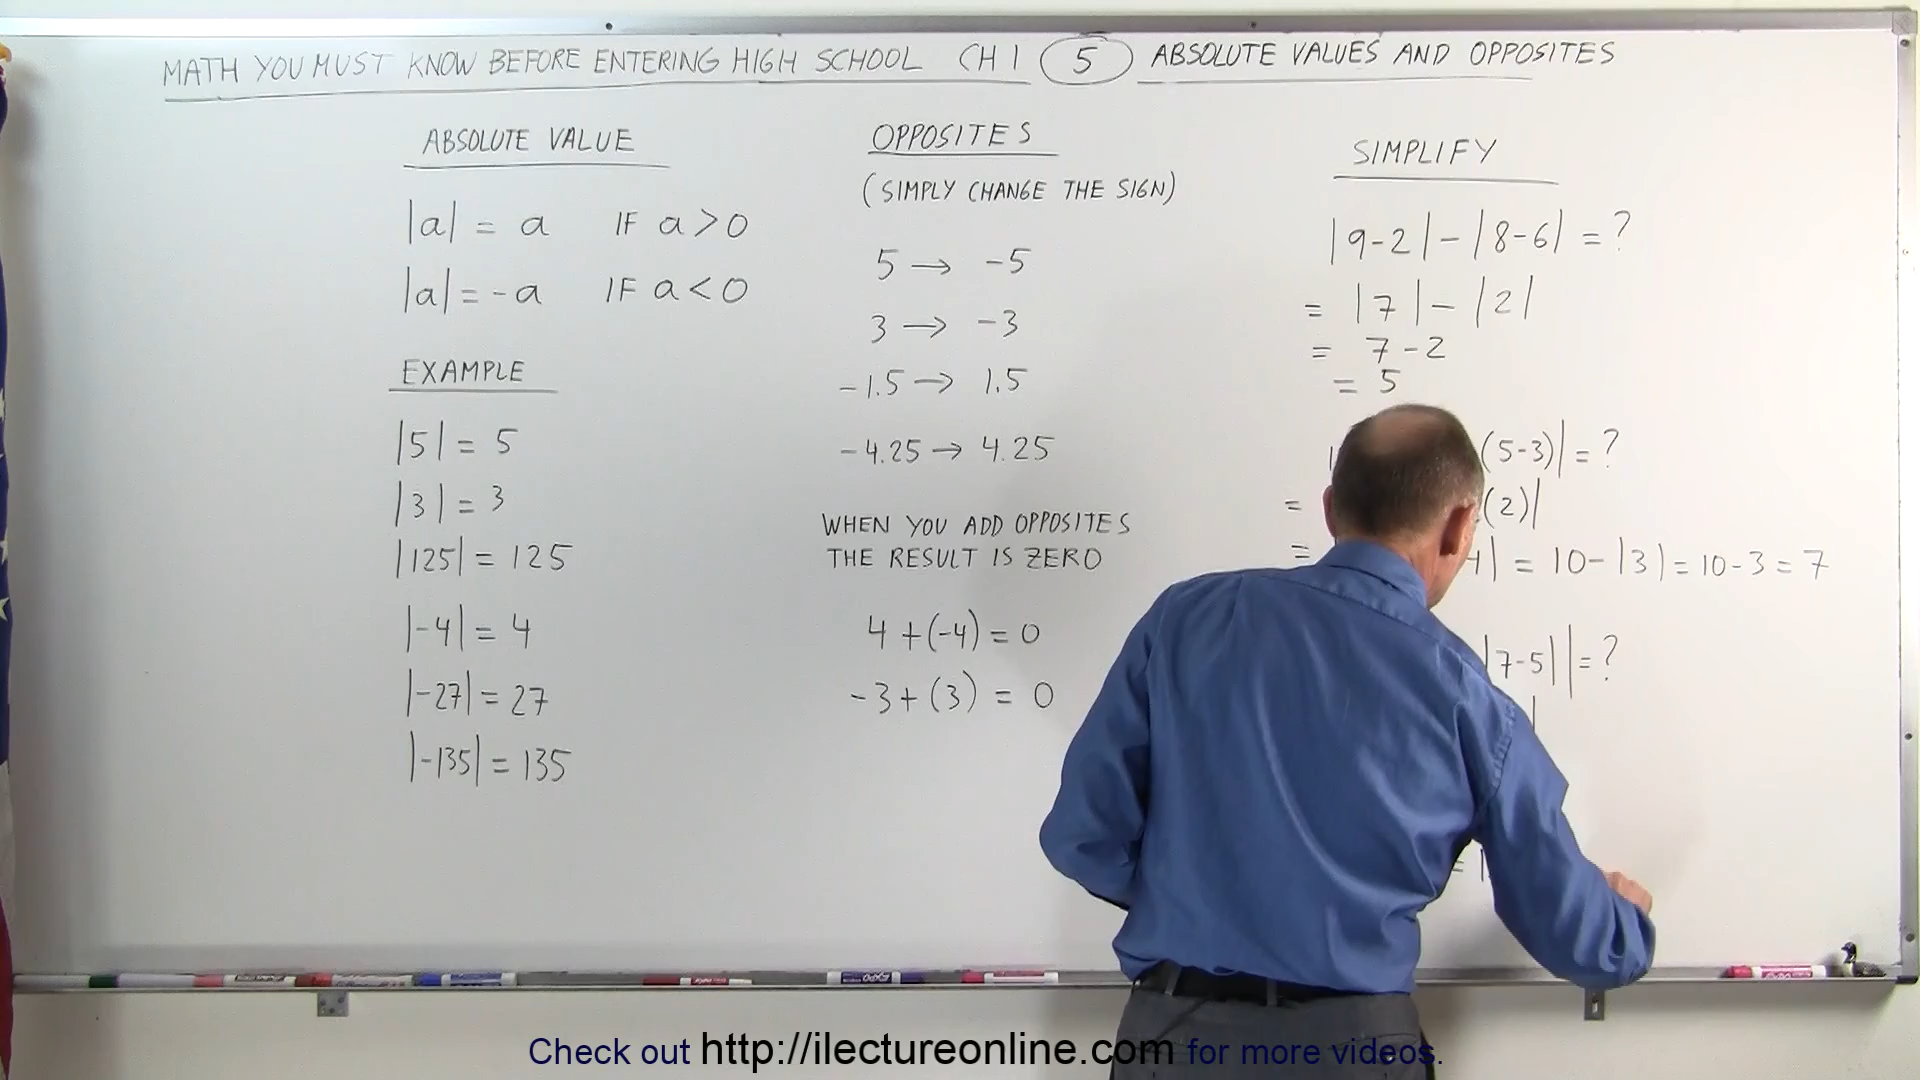 MATH YOU MUST KNOW BEFORE ENTERING HIGH SCHOOL CH 1 5 ABSOLUTE VALUES AND OPPOSITES
ABSOLUTE VALUE
|a| = a IF a > 0
|a| = -a IF a < 0
EXAMPLE
|5| = 5
|3| = 3
|125| = 125
|-4| = 4
|-27| = 27
|-135| = 135
OPPOSITES
(SIMPLY CHANGE THE SIGN)
5 → -5
3 → -3
-1.5 → 1.5
-4.25 → 4.25
WHEN YOU ADD OPPOSITES
THE RESULT IS ZERO
4 + (-4) = 0
-3 + (3) = 0
SIMPLIFY
|9-2| - |8-6| = ?
= |7| - |2|
= 7 - 2
= 5
(5-3)| = ?
= (2)|
= | = 10 - |3| = 10 - 3 = 7
|7-5|| = ?
Check out http://ilectureonline.com for more videos.